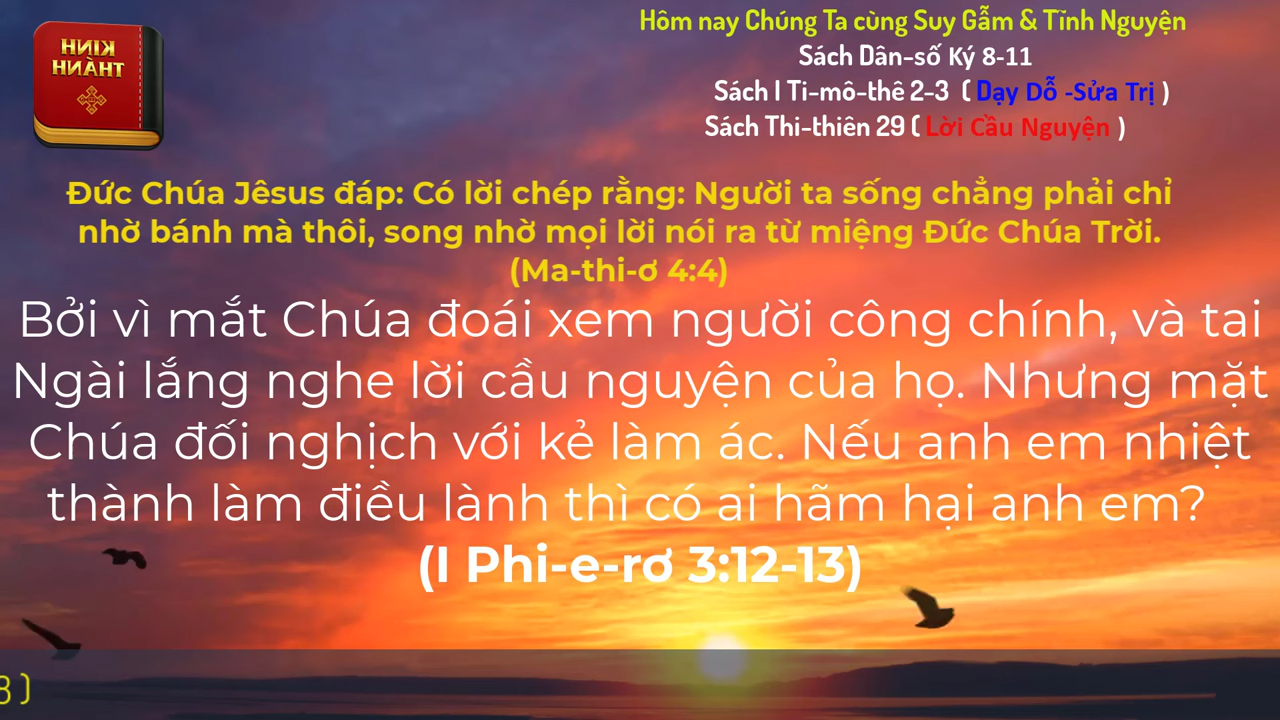 KINH
THÁNH
Hôm nay Chúng Ta cùng Suy Gẫm & Tĩnh Nguyện
Sách Dân-số Ký 8-11
Sách I Ti-mô-thê 2-3 ( Dạy Dỗ -Sửa Trị )
Sách Thi-thiên 29 ( Lời Cầu Nguyện )
Đức Chúa Jêsus đáp: Có lời chép rằng: Người ta sống chẳng phải chỉ
nhờ bánh mà thôi, song nhờ mọi lời nói ra từ miệng Đức Chúa Trời.
(Ma-thi-ơ 4:4)
Bởi vì mắt Chúa đoái xem người công chính, và tai
Ngài lắng nghe lời cầu nguyện của họ. Nhưng mặt
Chúa đối nghịch với kẻ làm ác. Nếu anh em nhiệt
thành làm điều lành thì có ai hãm hại anh em?
(I Phi-e-rơ 3:12-13)
8 )